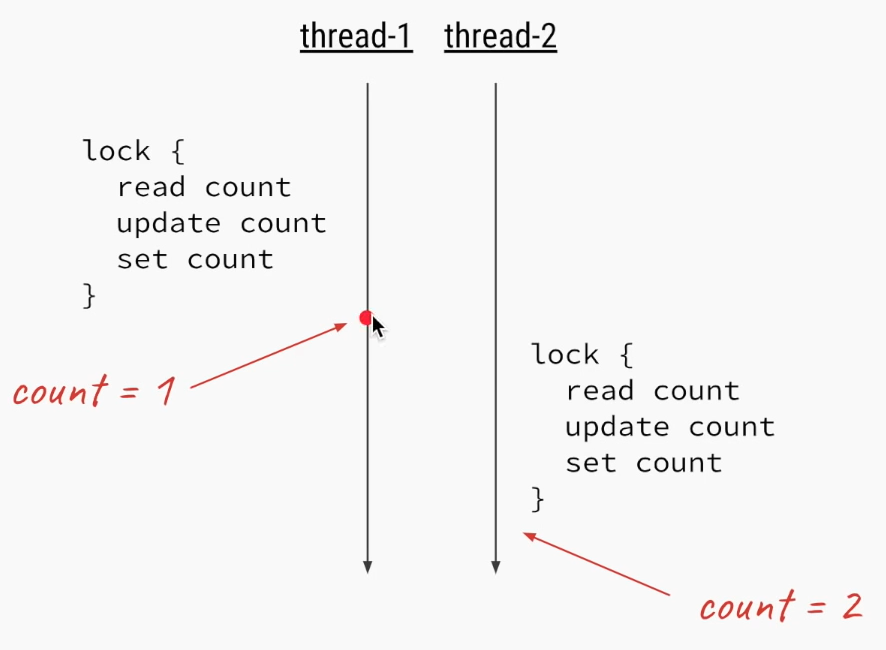 thread-1 thread-2
lock {
read count
update count
set count
}
count = 1
lock {
read count
update count
set count
}
count = 2